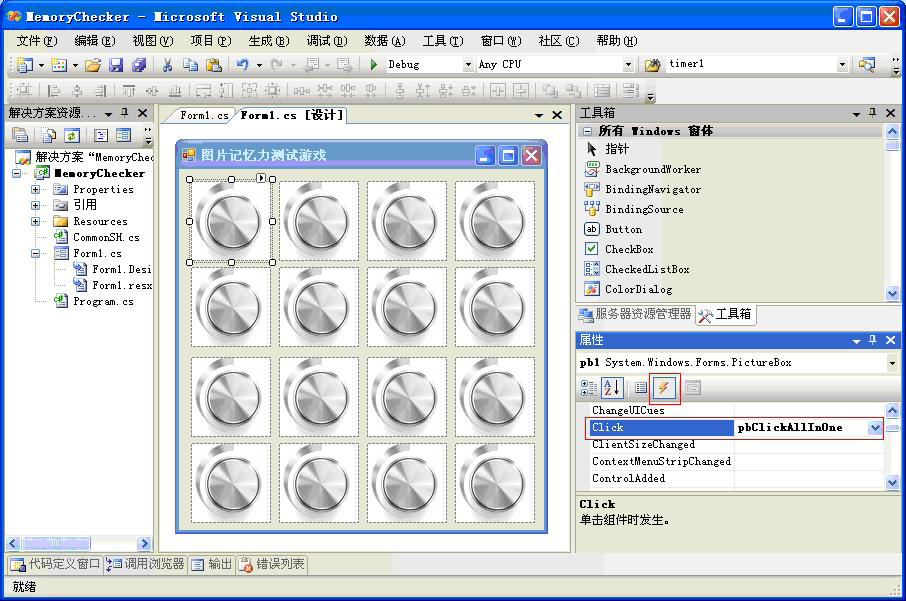 MemoryChecker - Microsoft Visual Studio
文件(F) 编辑(E) 视图(V) 项目(P) 生成(B) 调试(D) 数据(A) 工具(T) 窗口(W) 社区(C) 帮助(H)
Debug Any CPU timer1
解决方案资源...
解决方案“MemoryChec
MemoryChecker
Properties
引用
Resources
CommonSH.cs
Form1.cs
Form1.Desi
Form1.resx
Program.cs
Form1.cs Form1.cs [设计]
图片记忆力测试游戏
工具箱
所有 Windows 窗体
指针
BackgroundWorker
BindingNavigator
BindingSource
Button
CheckBox
CheckedListBox
ColorDialog
服务器资源管理器 工具箱
属性
pb1 System.Windows.Forms.PictureBox
ChangeUICues
Click pbClickAllInOne
ClientSizeChanged
ContextMenuStripChanged
ControlAdded
Click
单击组件时发生。
代码定义窗口 调用浏览器 输出 错误列表
就绪